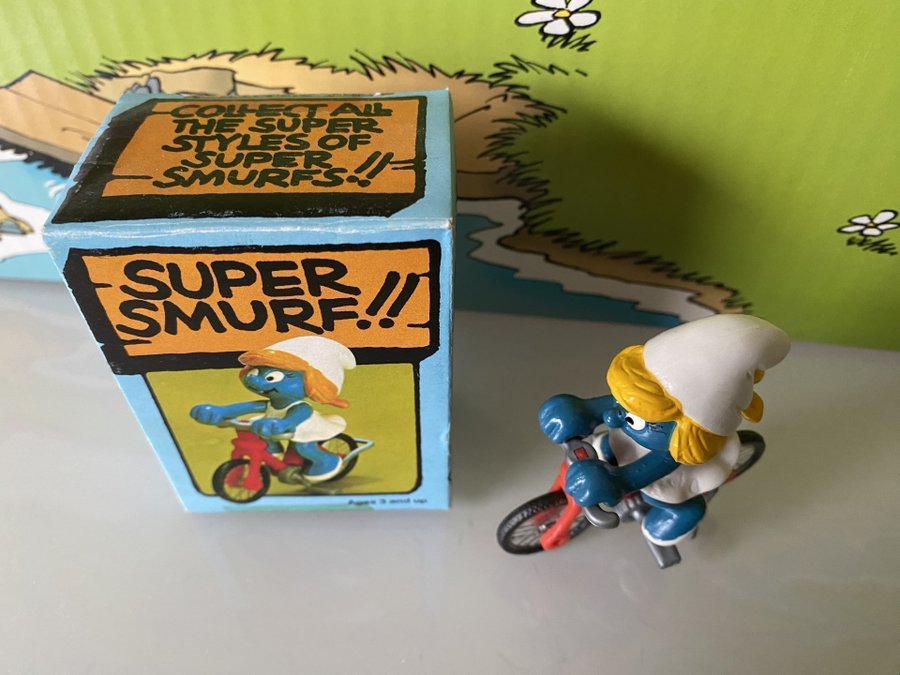 COLLECT ALL
THE SUPER
STYLES OF
SUPER
SMURFS!!
SUPER
SMURF!!
Ages 3 and up